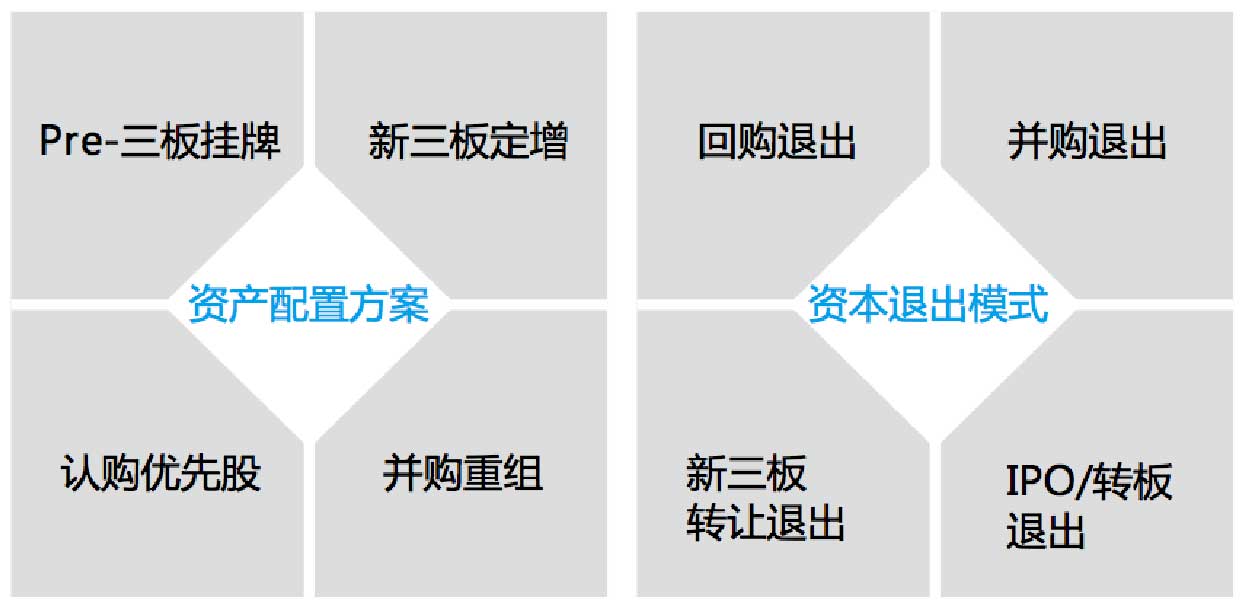 Pre-三板挂牌
新三板定增
资产配置方案
认购优先股
并购重组
回购退出
并购退出
资本退出模式
新三板
转让退出
IPO/转板
退出